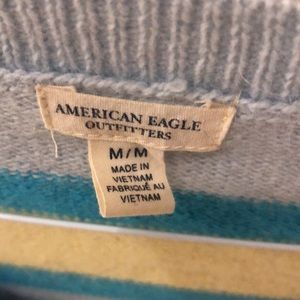 AMERICAN EAGLE
OUTFITTERS
M/M
MADE IN
VIETNAM
FABRIQUÉ AU
VIETNAM